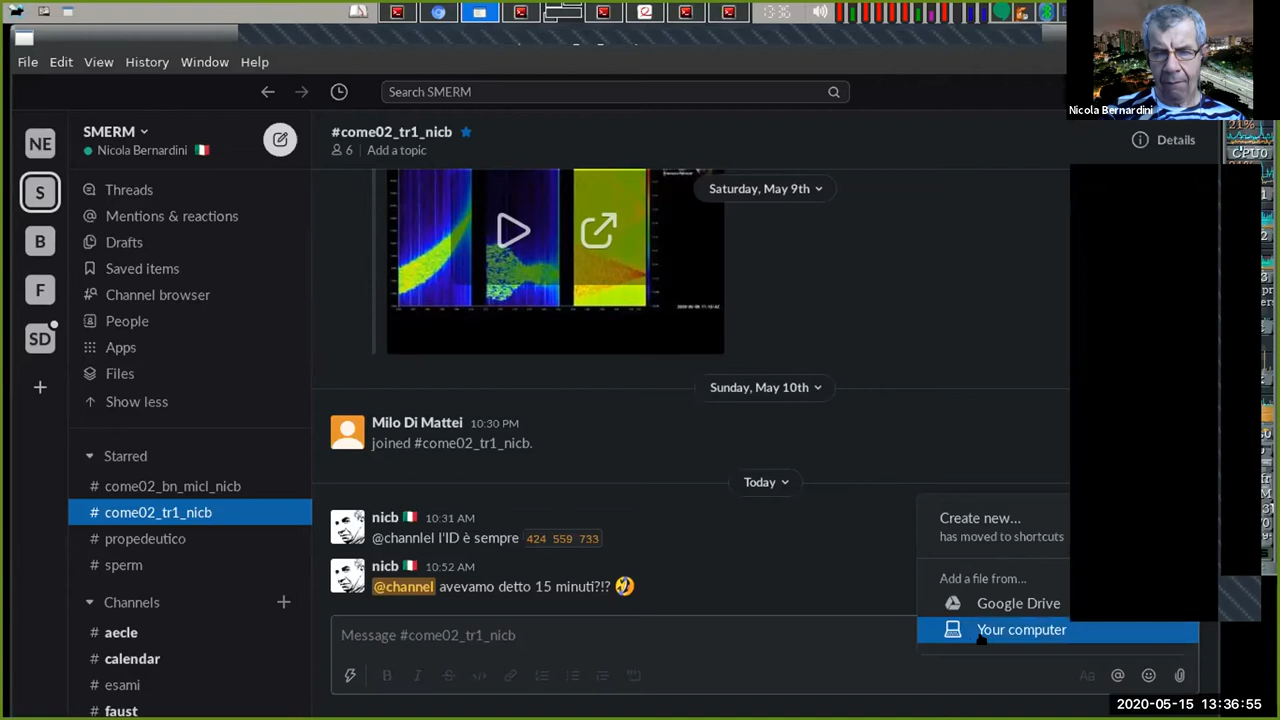 13:36
Nicola Bernardini
File Edit View History Window Help
Search SMERM
NE
S
B
F
SD
SMERM
Nicola Bernardini
Threads
Mentions & reactions
Drafts
Saved items
Channel browser
People
Apps
Files
Show less
Starred
# come02_bn_micl_nicb
# come02_tr1_nicb
# propedeutico
# sperm
Channels
# aecle
# calendar
# esami
# faust
#come02_tr1_nicb
6 Add a topic
Details
Saturday, May 9th
Sunday, May 10th
Milo Di Mattei 10:30 PM
joined #come02_tr1_nicb.
Today
nicb 10:31 AM
@channlel l'ID è sempre 424 559 733
nicb 10:52 AM
@channel avevamo detto 15 minuti?!?
Message #come02_tr1_nicb
Create new...
has moved to shortcuts
Add a file from...
Google Drive
Your computer
21%
CPU0
2020-05-15 13:36:55